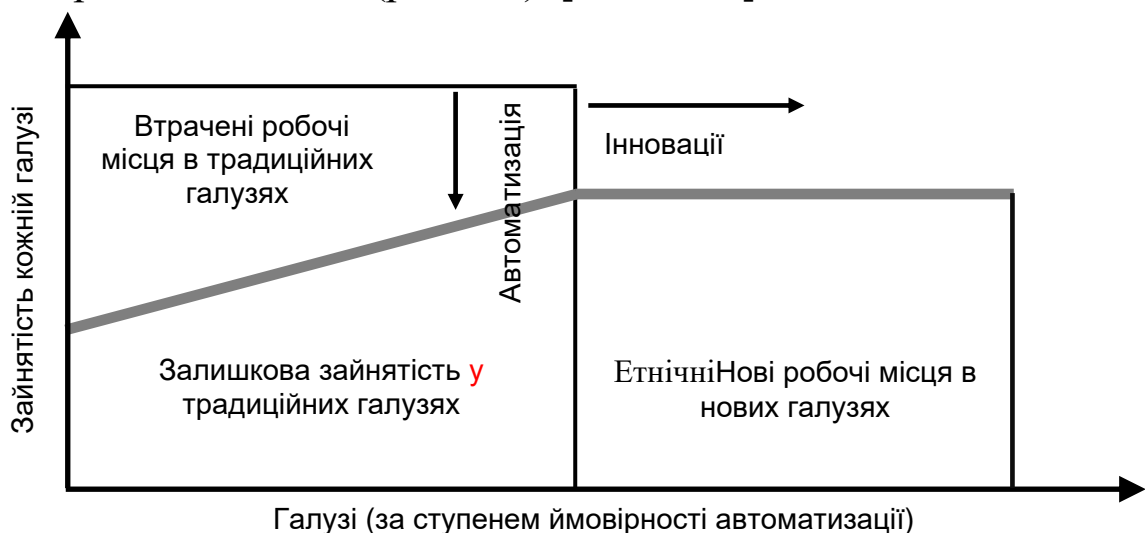 Зайнятість кожній галузі
Втрачені робочі
місця в традиційних
галузях
Автоматизація
Інновації
Залишкова зайнятість у
традиційних галузях
ЕтнічніНові робочі місця в
нових галузях
Галузі (за ступенем ймовірності автоматизації)